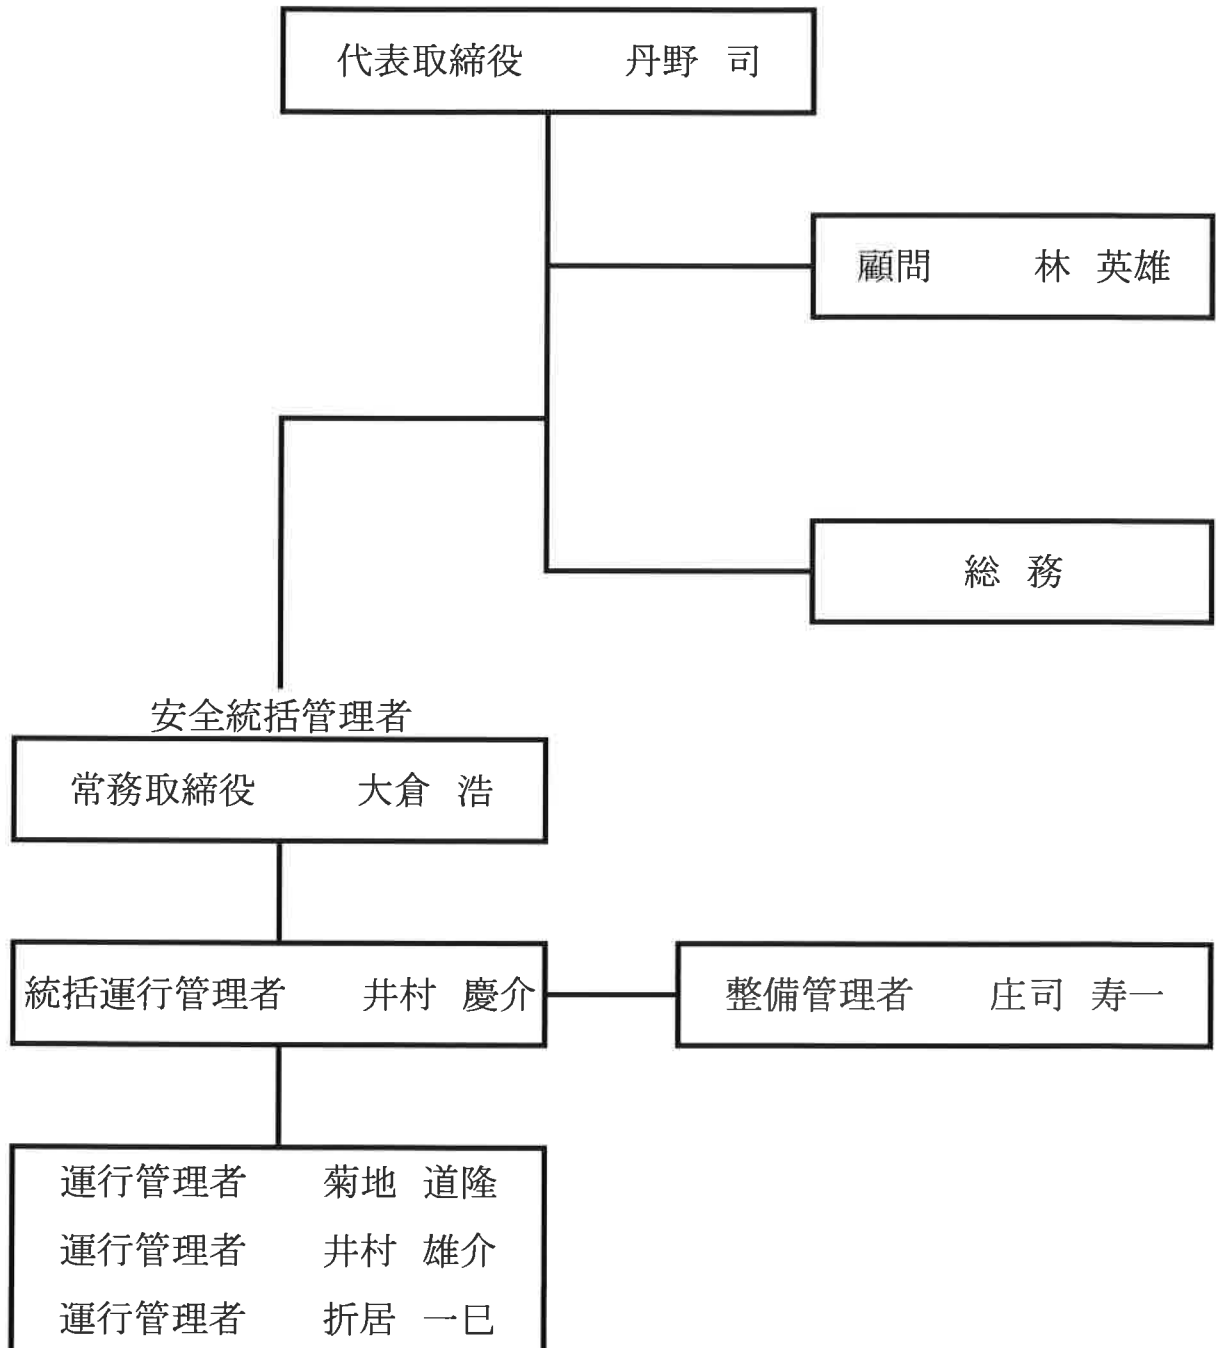 代表取締役 丹野 司
顧問 林 英雄
総 務
安全統括管理者
常務取締役 大倉 浩
統括運行管理者 井村 慶介
整備管理者 庄司 寿一
運行管理者 菊地 道隆
運行管理者 井村 雄介
運行管理者 折居 一巳